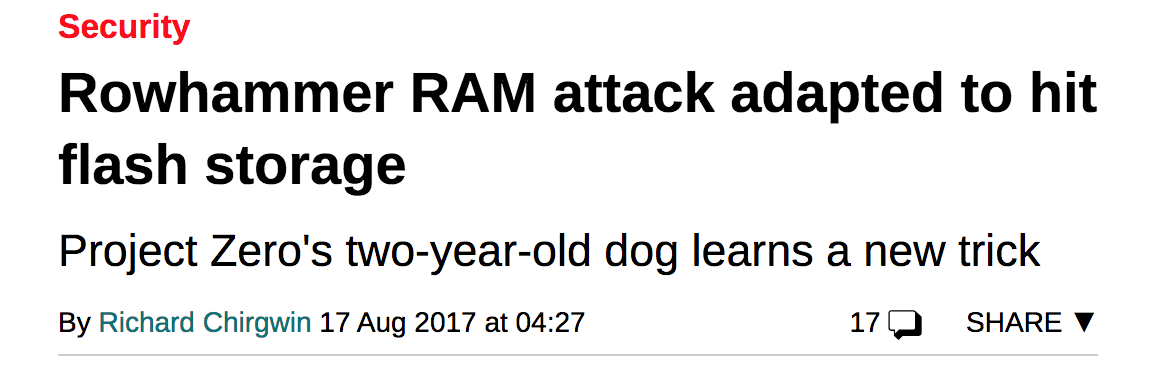 Security
Rowhammer RAM attack adapted to hit
flash storage
Project Zero's two-year-old dog learns a new trick
By Richard Chirgwin 17 Aug 2017 at 04:27 17 SHARE ▼